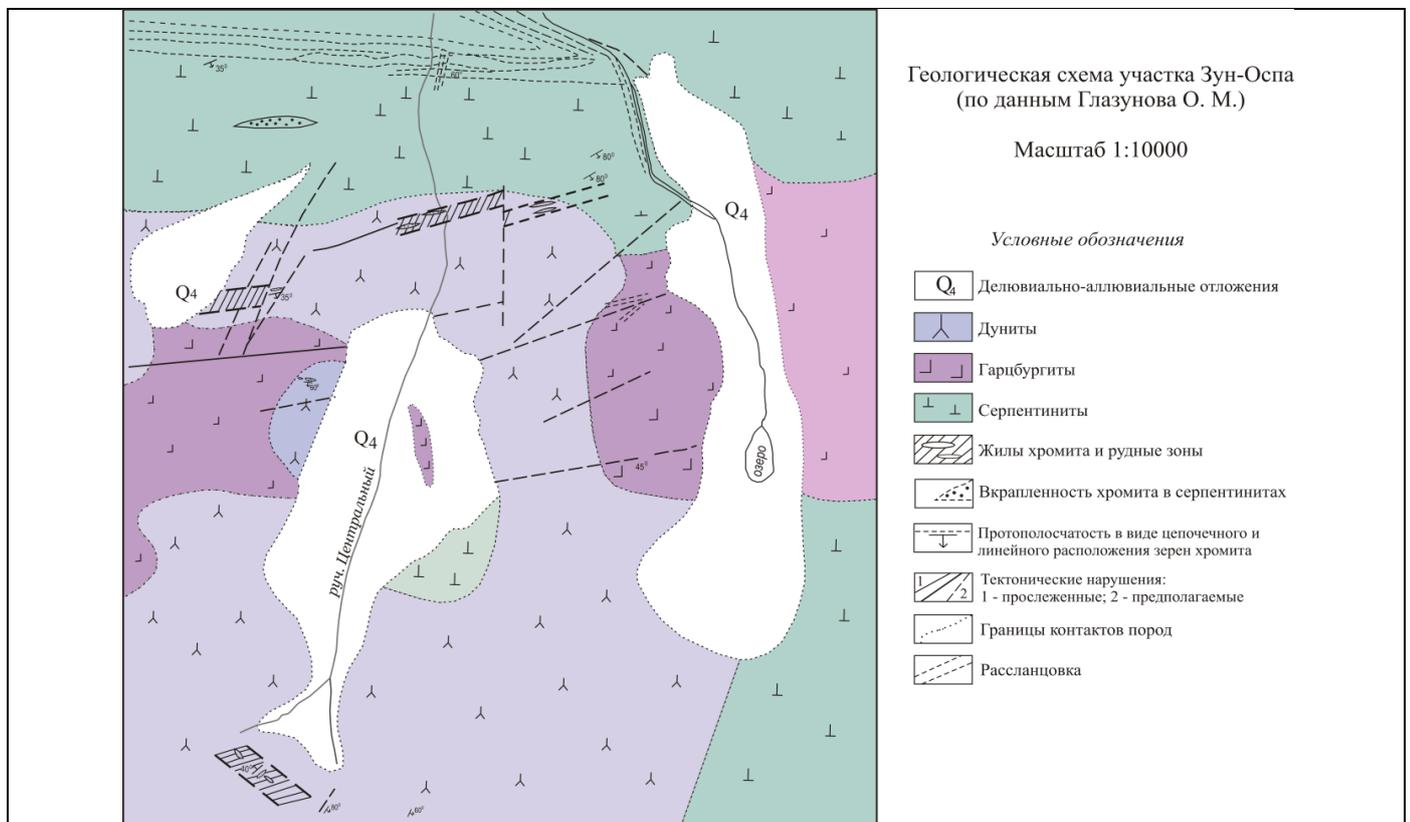 Геологическая схема участка Зун-Оспа
(по данным Глазунова О. М.)
Масштаб 1:10000
Условные обозначения
Q4 Делювиально-аллювиальные отложения
Дуниты
Гарцбургиты
Серпентиниты
Жилы хромита и рудные зоны
Вкрапленность хромита в серпентинитах
Протополосчатость в виде цепочечного и
линейного расположения зерен хромита
1 2 Тектонические нарушения:
1 - прослеженные; 2 - предполагаемые
Границы контактов пород
Рассланцовка
35°
60°
80°
80°
Q4
Q4
35°
Q4
45°
озеро
руч. Центральный
40°
80°
60°